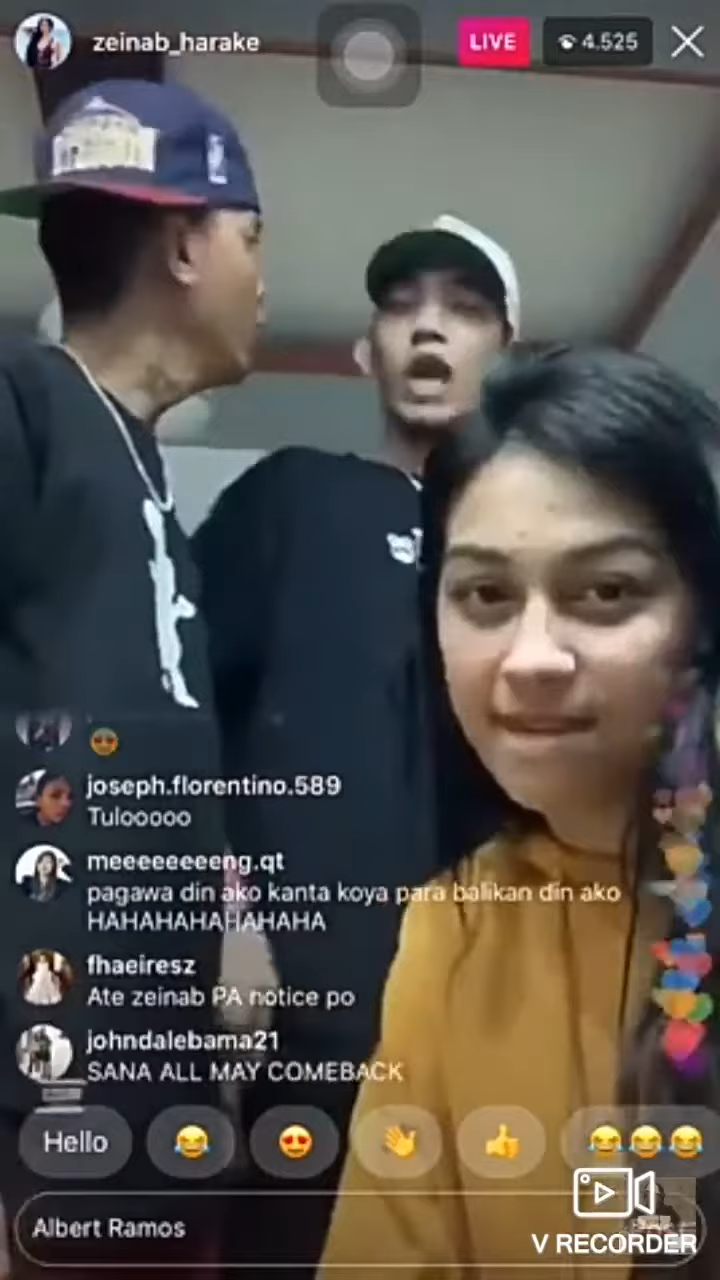 zeinab_harake
LIVE
4.525
joseph.florentino.589
Tulooooo
meeeeeeeeng.qt
pagawa din ako kanta koya para balikan din ako
HAHAHAHAHAHAHA
fhaeiresz
Ate zeinab PA notice po
johndalebama21
SANA ALL MAY COMEBACK
Hello
Albert Ramos
V RECORDER